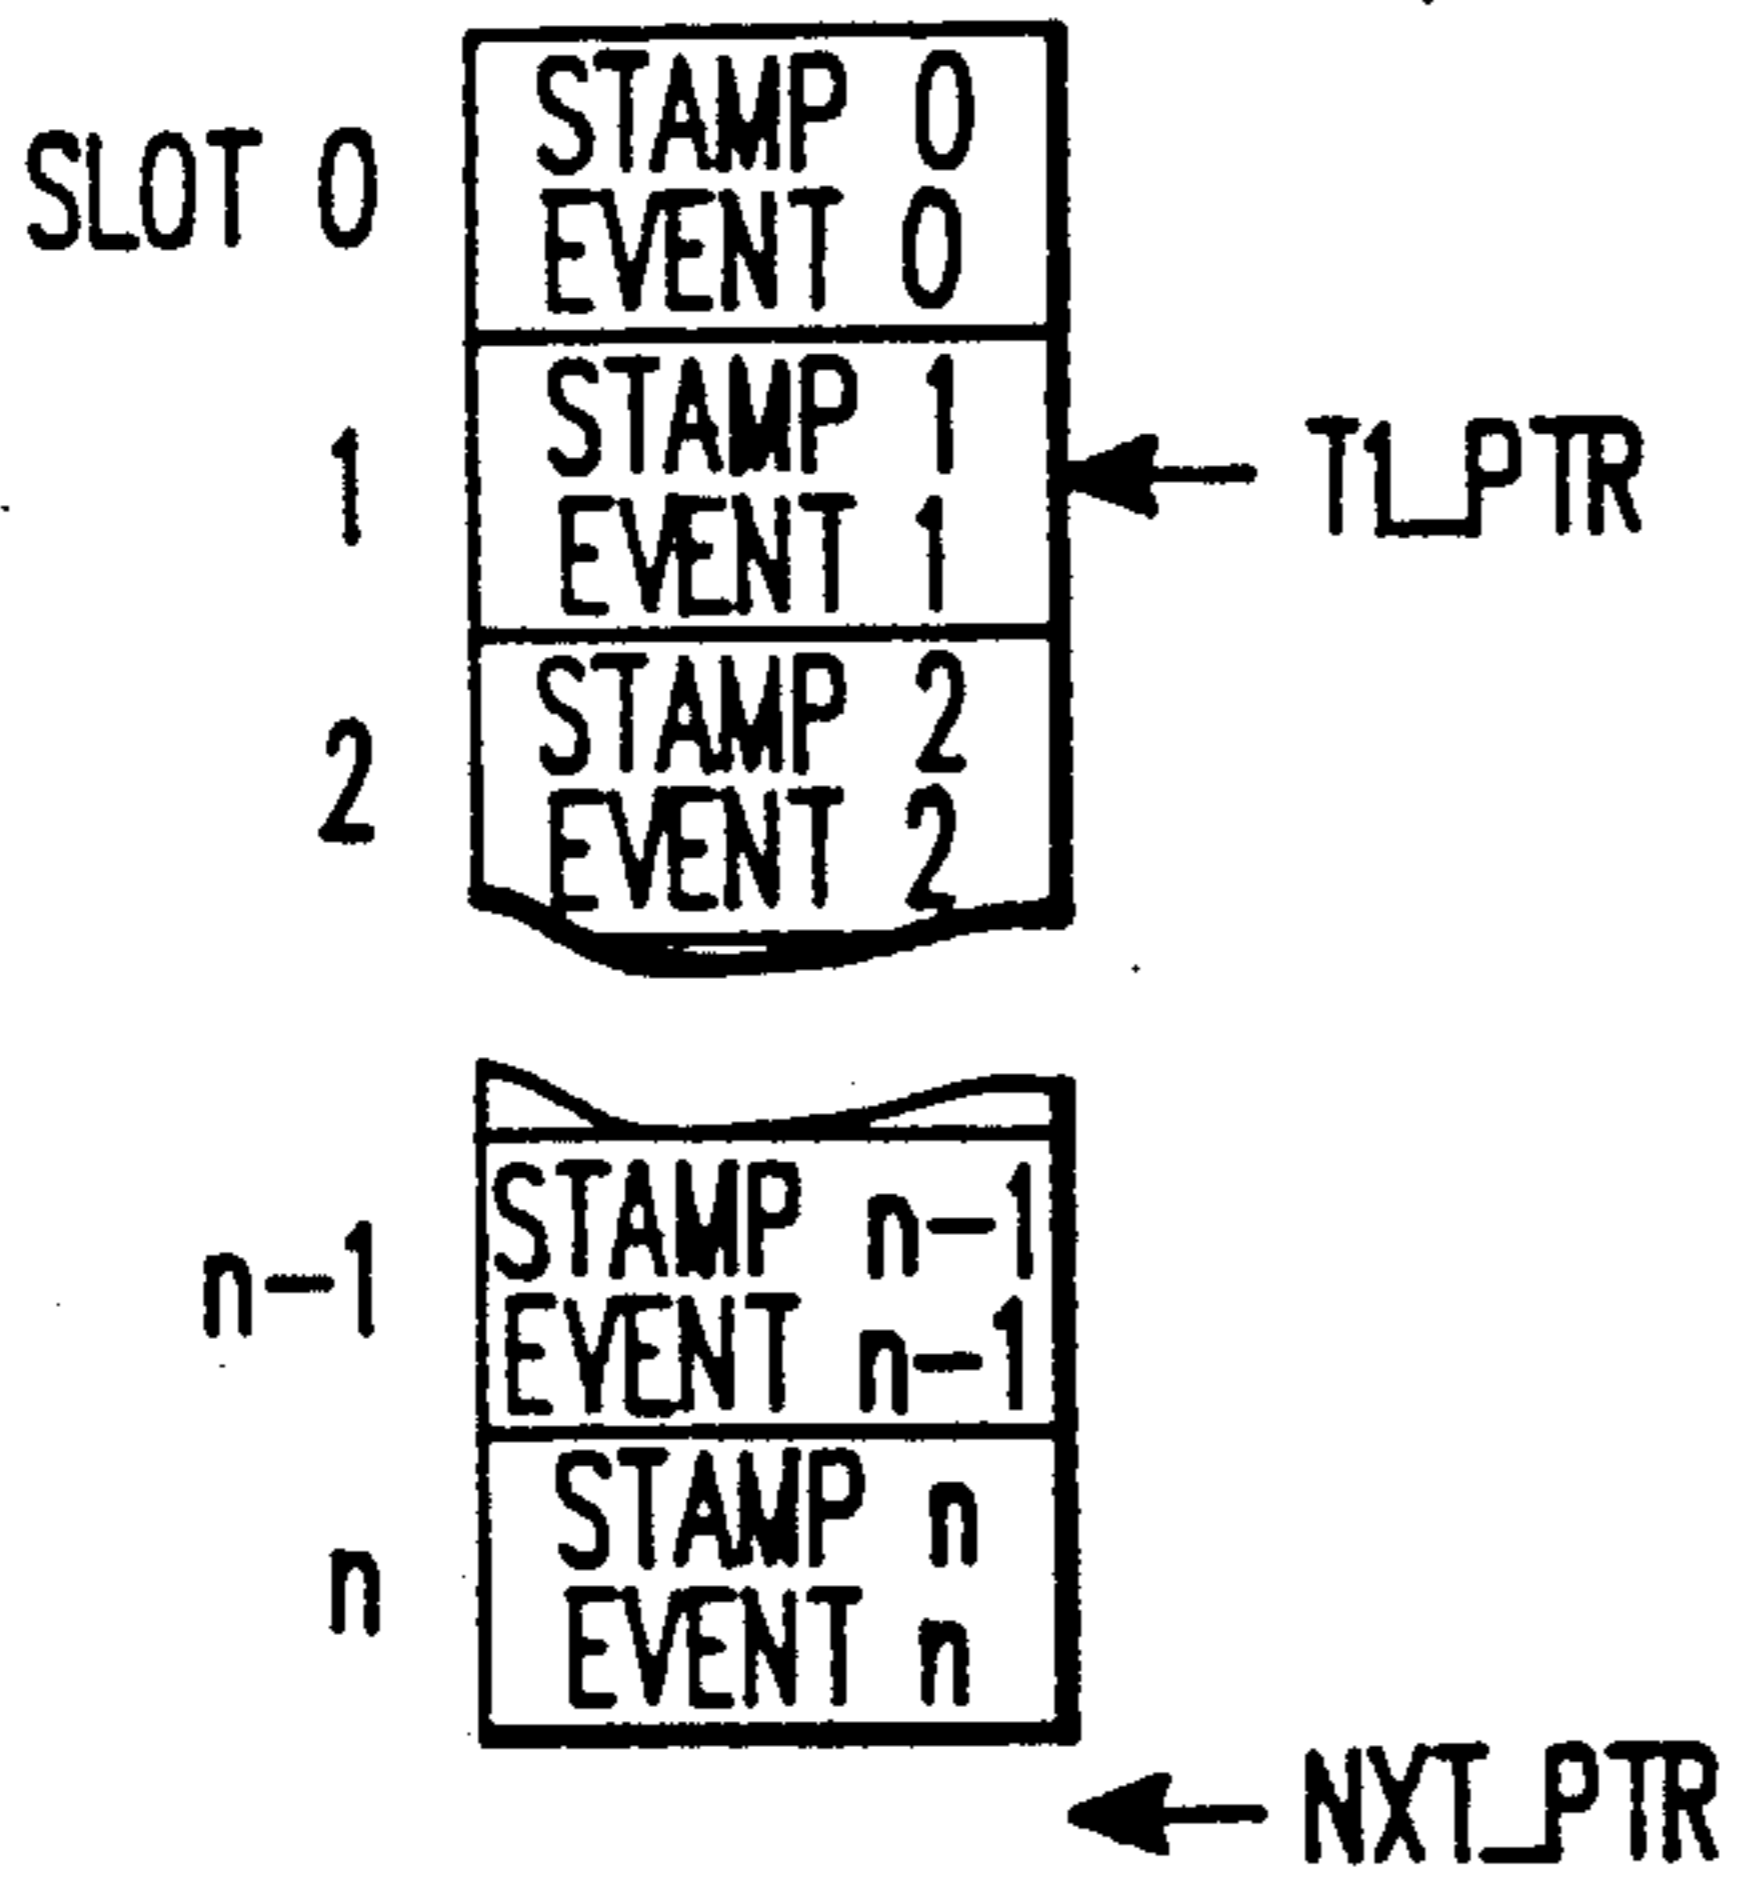 STAMP 0
SLOT 0
EVENT 0
STAMP 1
1
T1_PTR
EVENT 1
STAMP 2
2
EVENT 2
STAMP n-1
n-1
EVENT n-1
STAMP n
n
EVENT n
NXT_PTR